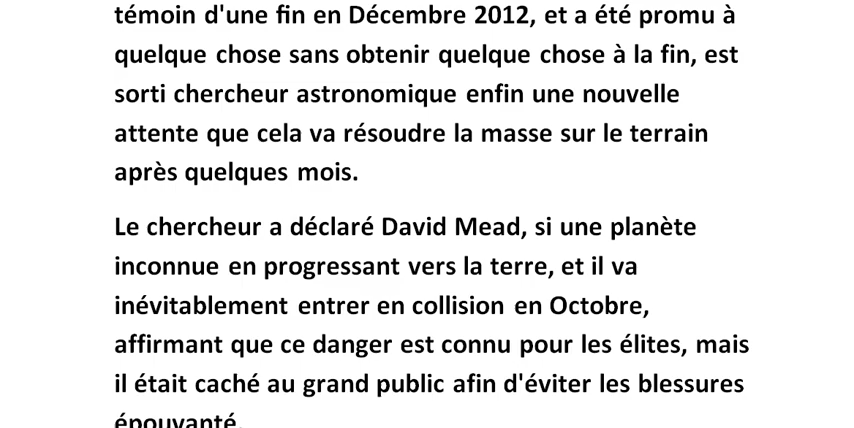 témoin d'une fin en Décembre 2012, et a été promu à
quelque chose sans obtenir quelque chose à la fin, est
sorti chercheur astronomique enfin une nouvelle
attente que cela va résoudre la masse sur le terrain
après quelques mois.
Le chercheur a déclaré David Mead, si une planète
inconnue en progressant vers la terre, et il va
inévitablement entrer en collision en Octobre,
affirmant que ce danger est connu pour les élites, mais
il était caché au grand public afin d'éviter les blessures
épouvanté.